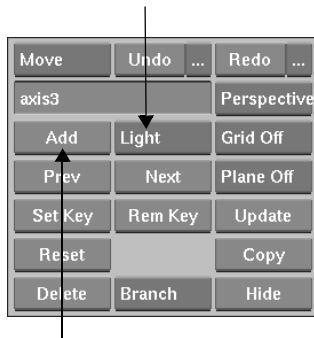 Move Undo ... Redo ...
axis3 Perspective
Add Light Grid Off
Prev Next Plane Off
Set Key Rem Key Update
Reset Copy
Delete Branch Hide